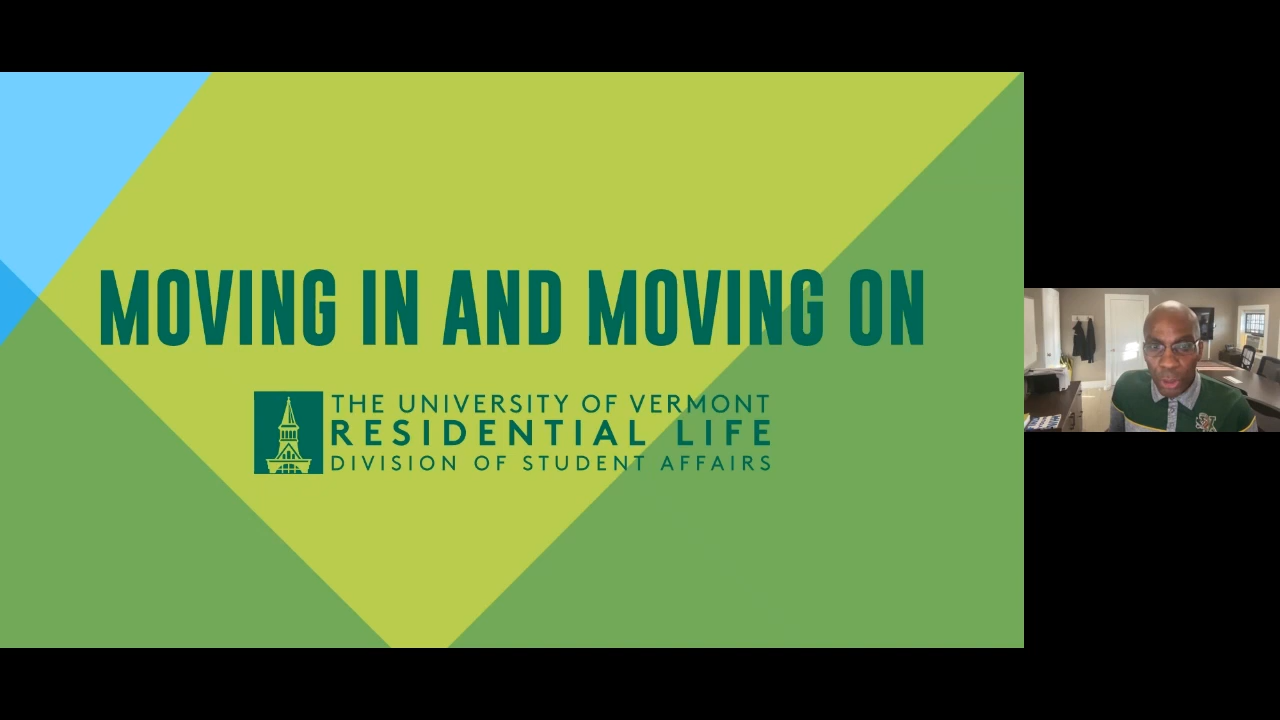 MOVING IN AND MOVING ON
THE UNIVERSITY OF VERMONT
RESIDENTIAL LIFE
DIVISION OF STUDENT AFFAIRS